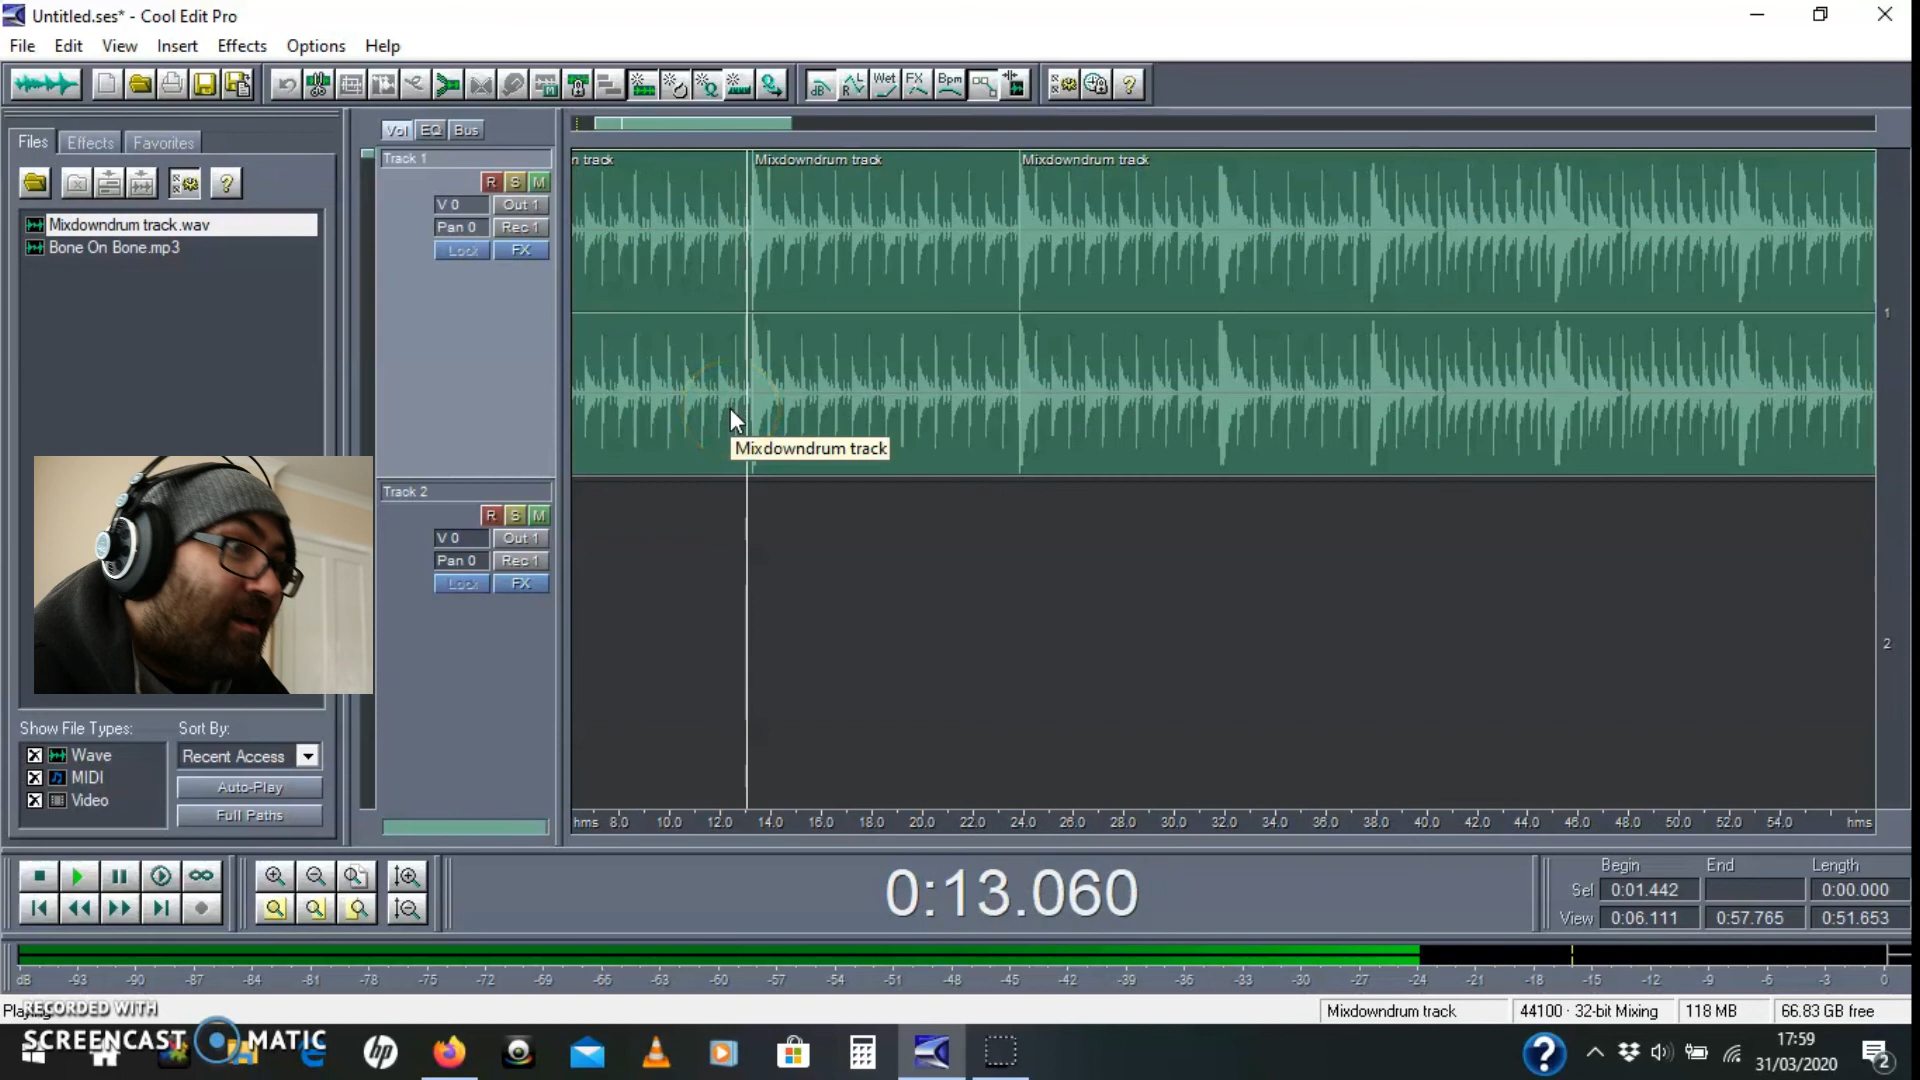 Untitled.ses* - Cool Edit Pro
File Edit View Insert Effects Options Help
Wet FX Bpm
dB L R
Files Effects Favorites
Vol EQ Bus
Mixdowndrum track.wav
Bone On Bone.mp3
Track 1
R S M
V 0 Out 1
Pan 0 Rec 1
Lock FX
n track Mixdowndrum track Mixdowndrum track
Mixdowndrum track
1
Track 2
R S M
V 0 Out 1
Pan 0 Rec 1
Lock FX
2
Show File Types: Sort By:
Wave Recent Access
MIDI Auto-Play
Video Full Paths
hms 8.0 10.0 12.0 14.0 16.0 18.0 20.0 22.0 24.0 26.0 28.0 30.0 32.0 34.0 36.0 38.0 40.0 42.0 44.0 46.0 48.0 50.0 52.0 54.0 hms
0:13.060
Begin End Length
Sel 0:01.442 0:00.000
View 0:06.111 0:57.765 0:51.653
dB -93 -90 -87 -84 -81 -78 -75 -72 -69 -66 -63 -60 -57 -54 -51 -48 -45 -42 -39 -36 -33 -30 -27 -24 -21 -18 -15 -12 -9 -6 -3 0
Playing
Mixdowndrum track 44100 · 32-bit Mixing 118 MB 66.83 GB free
RECORDED WITH
SCREENCAST MATIC
hp
17:59
31/03/2020
2